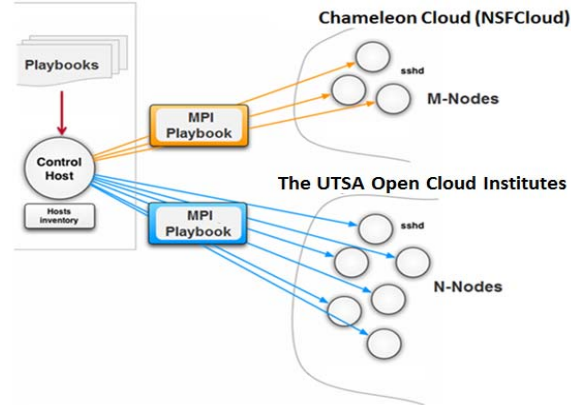 Chameleon Cloud (NSFCloud)
Playbooks
sshd
MPI
Playbook
M-Nodes
Control
Host
The UTSA Open Cloud Institutes
Hosts
inventory
MPI
Playbook
sshd
N-Nodes